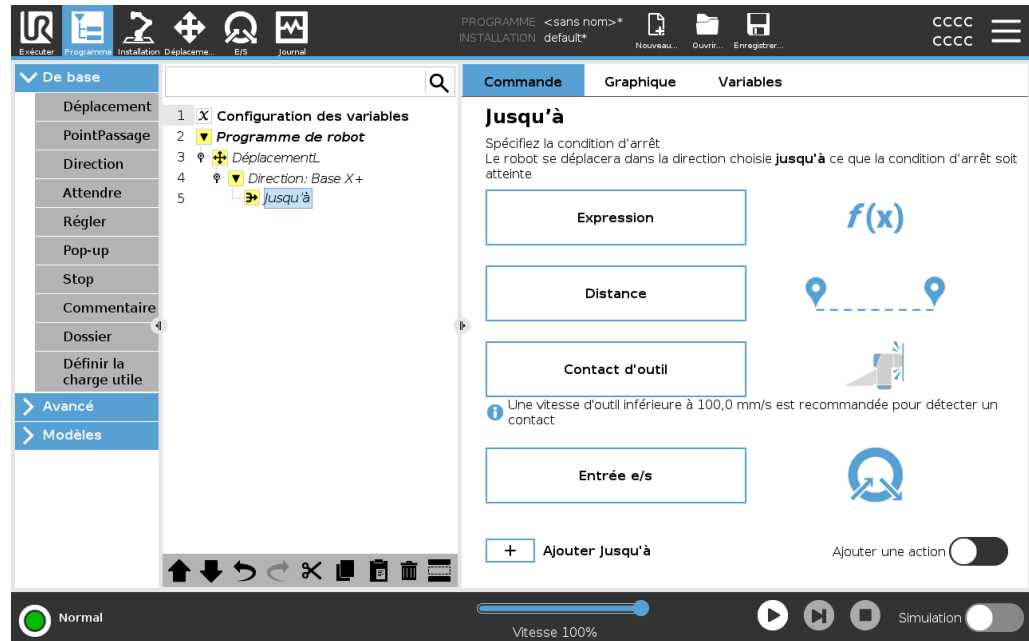 UR
Exécuter
Programme
Installation
Déplaceme...
E/S
Journal
PROGRAMME <sans nom>*
INSTALLATION default*
Nouveau...
Ouvrir...
Enregistrer...
cccc
cccc
De base
Déplacement
PointPassage
Direction
Attendre
Régler
Pop-up
Stop
Commentaire
Dossier
Définir la
charge utile
Avancé
Modèles
1 X Configuration des variables
2 Programme de robot
3 DéplacementL
4 Direction: Base X+
5 Jusqu'à
Commande Graphique Variables
Jusqu'à
Spécifiez la condition d'arrêt
Le robot se déplacera dans la direction choisie jusqu'à ce que la condition d'arrêt soit
atteinte
Expression
f(x)
Distance
Contact d'outil
Une vitesse d'outil inférieure à 100,0 mm/s est recommandée pour détecter un
contact
Entrée e/s
+ Ajouter Jusqu'à
Ajouter une action
Normal
Vitesse 100%
Simulation